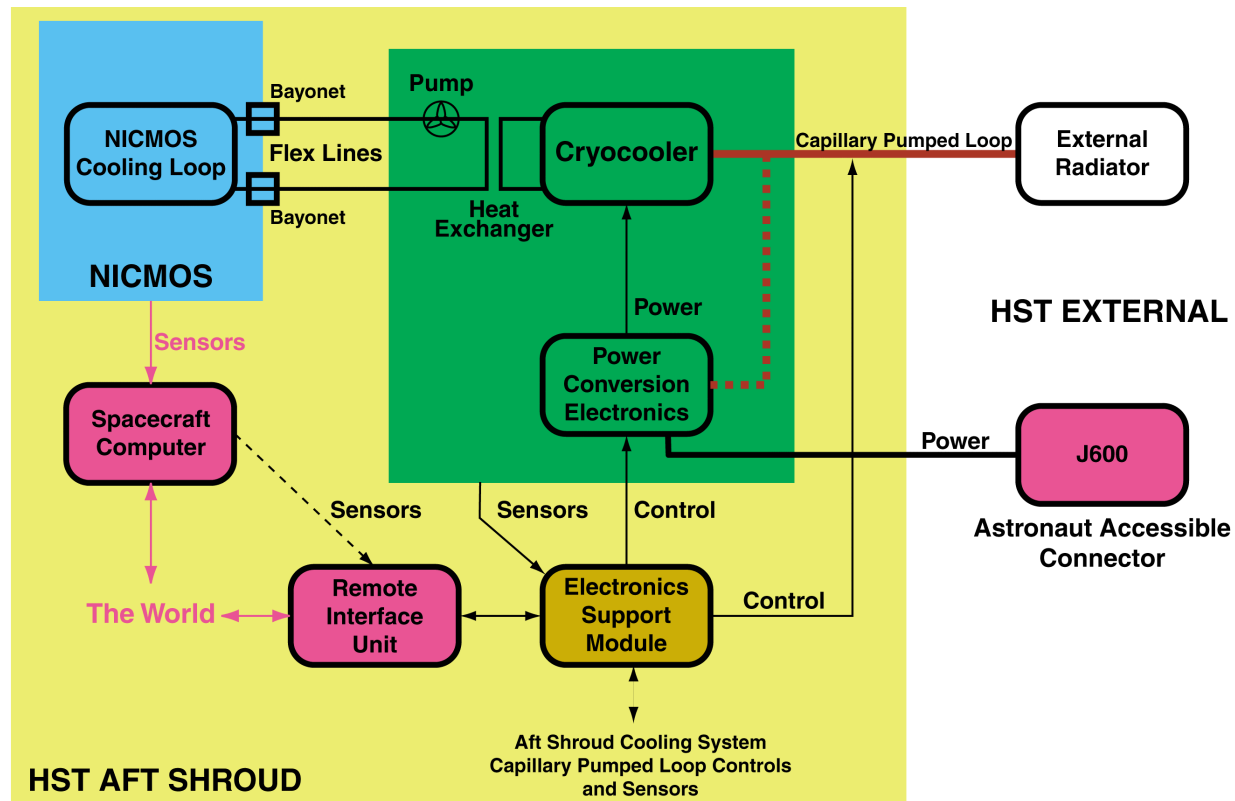 Bayonet
Pump
NICMOS
Cooling Loop
Flex Lines
Bayonet
Heat
Exchanger
Cryocooler
Capillary Pumped Loop
External
Radiator
NICMOS
HST EXTERNAL
Sensors
Power
Power
Conversion
Electronics
Spacecraft
Computer
Power
J600
Astronaut Accessible
Connector
Sensors
Sensors
Control
The World
Remote
Interface
Unit
Electronics
Support
Module
Control
Aft Shroud Cooling System
Capillary Pumped Loop Controls
and Sensors
HST AFT SHROUD